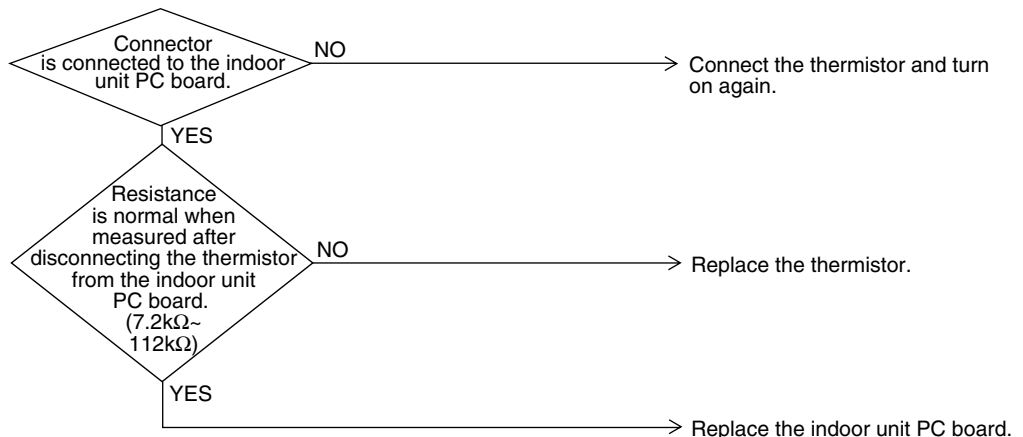 Connector
is connected to the indoor
unit PC board.
NO
Connect the thermistor and turn
on again.
YES
Resistance
is normal when
measured after
disconnecting the thermistor
from the indoor unit
PC board.
(7.2kΩ~
112kΩ)
NO
Replace the thermistor.
YES
Replace the indoor unit PC board.